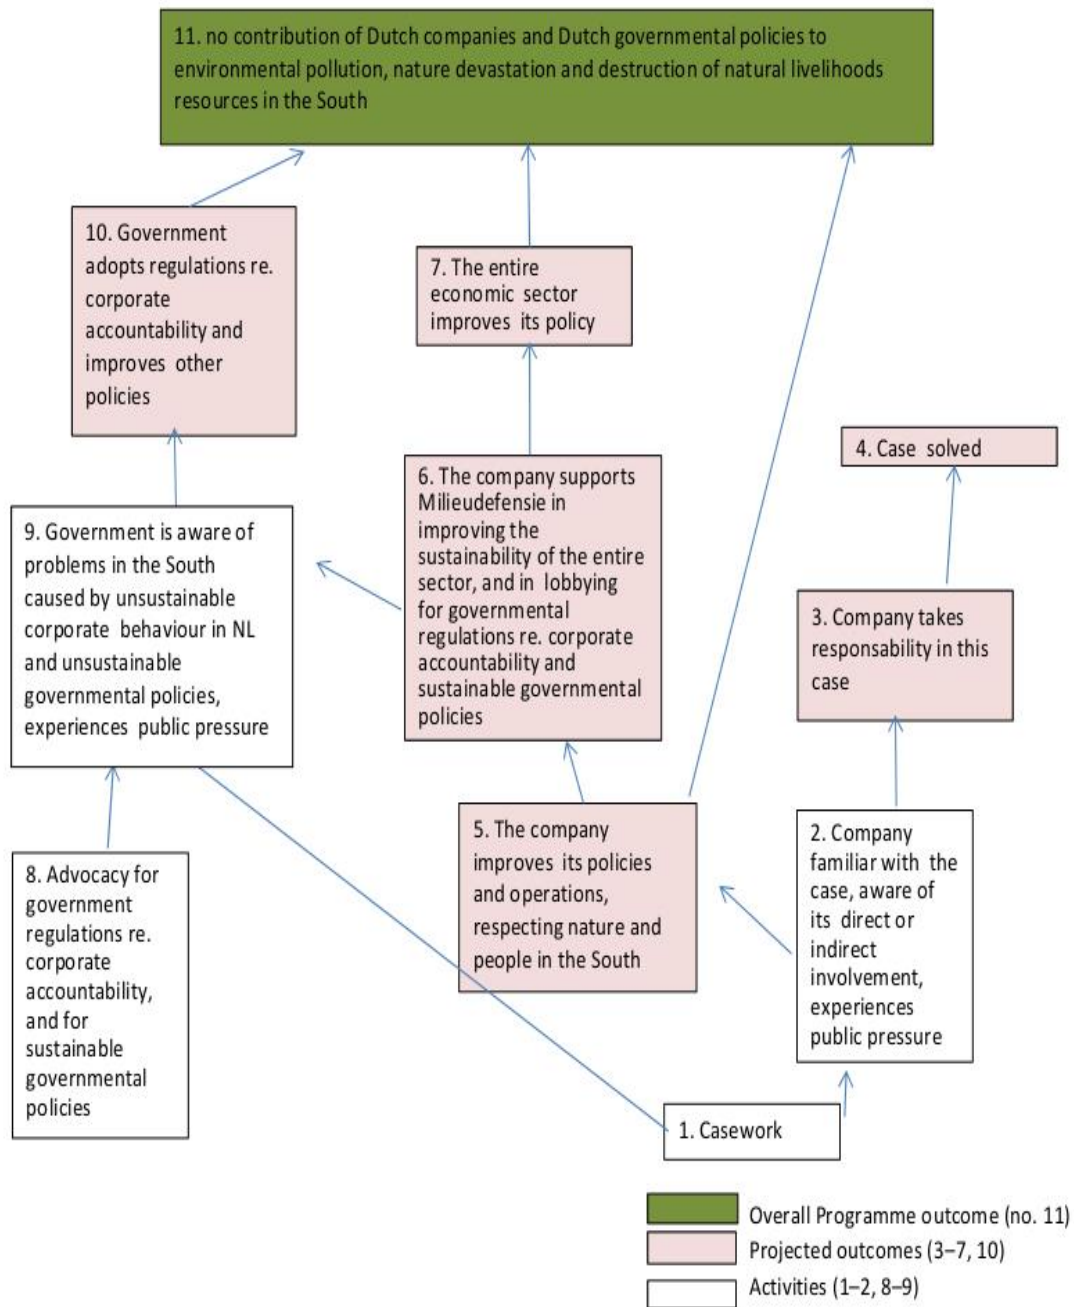 11. no contribution of Dutch companies and Dutch governmental policies to
environmental pollution, nature devastation and destruction of natural livelihoods
resources in the South
10. Government
adopts regulations re.
corporate
accountability and
improves other
policies
7. The entire
economic sector
improves its policy
4. Case solved
6. The company supports
Milieudefensie in
improving the
sustainability of the entire
sector, and in lobbying
for governmental
regulations re. corporate
accountability and
sustainable governmental
policies
9. Government is aware of
problems in the South
caused by unsustainable
corporate behaviour in NL
and unsustainable
governmental policies,
experiences public pressure
3. Company takes
responsability in this
case
5. The company
improves its policies
and operations,
respecting nature and
people in the South
2. Company
familiar with the
case, aware of
its direct or
indirect
involvement,
experiences
public pressure
8. Advocacy for
government
regulations re.
corporate
accountability,
and for
sustainable
governmental
policies
1. Casework
Overall Programme outcome (no. 11)
Projected outcomes (3–7, 10)
Activities (1–2, 8–9)